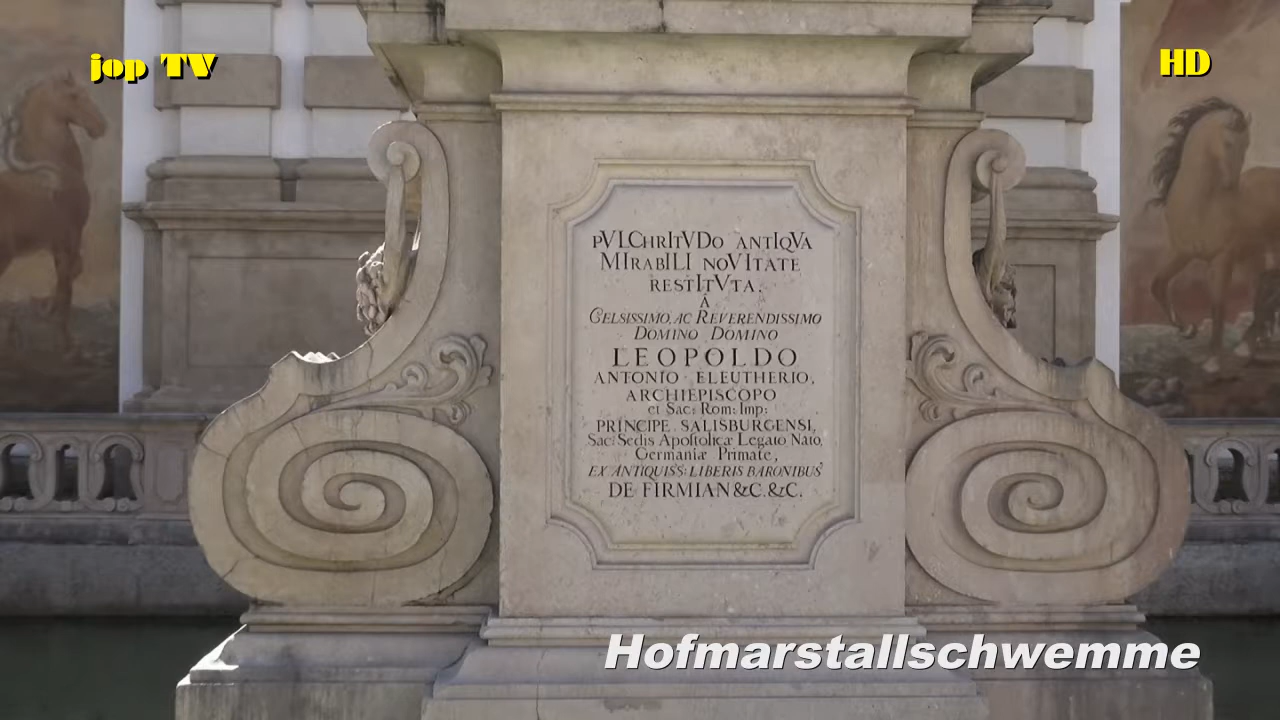 jop TV
HD
pVLChrItVDo antIqVa
MIrabILI noVItate
restItVta.
â
Celsissimo, ac Reverendissimo
Domino Domino
LEOPOLDO
ANTONIO ELEUTHERIO,
ARCHIEPISCOPO
et Sac: Rom: Imp:
PRINCIPE SALISBURGENSI,
Sac: Sedis Apoſtolicæ Legato Nato,
Germaniæ Primate,
EX ANTIQUISS: LIBERIS BARONIBUS
DE FIRMIAN &C. &C.
Hofmarstallschwemme